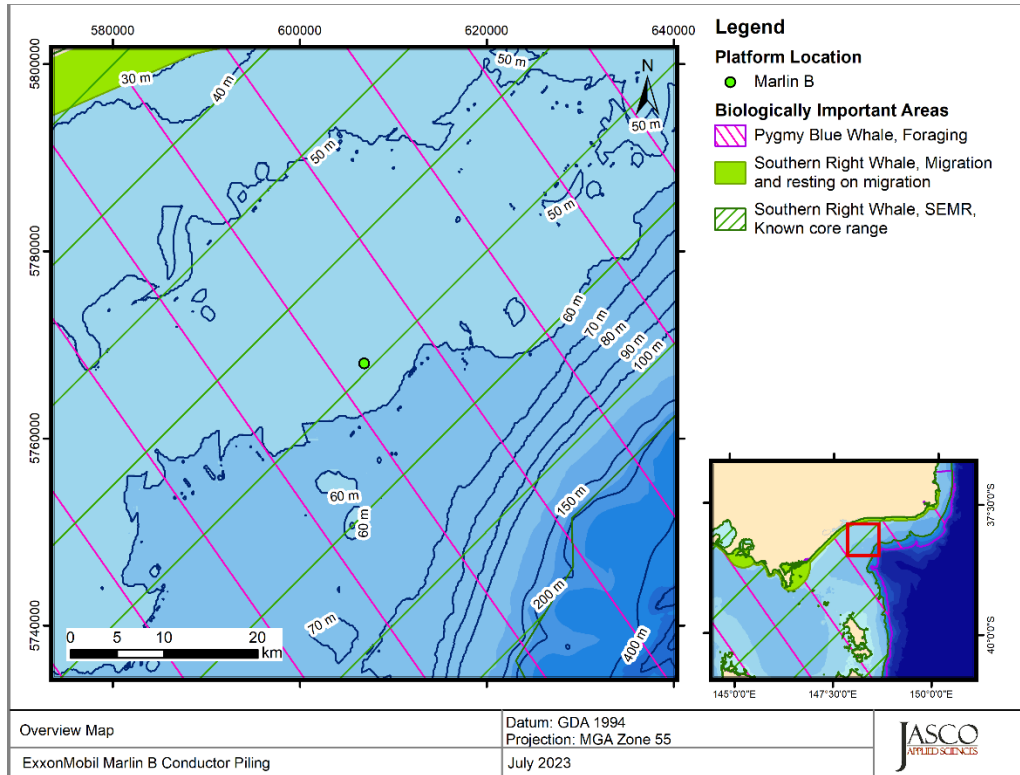 580000
600000
620000
640000
5800000
5780000
5760000
5740000
30 m
40 m
50 m
50 m
50 m
50 m
N
60 m
70 m
80 m
90 m
100 m
60 m
60 m
150 m
70 m
200 m
400 m
0 5 10 20
km
Legend
Platform Location
Marlin B
Biologically Important Areas
Pygmy Blue Whale, Foraging
Southern Right Whale, Migration
and resting on migration
Southern Right Whale, SEMR,
Known core range
37°30'0"S
40°0'0"S
145°0'0"E
147°30'0"E
150°0'0"E
Overview Map
Datum: GDA 1994
Projection: MGA Zone 55
ExxonMobil Marlin B Conductor Piling
July 2023
JASCO
APPLIED SCIENCES